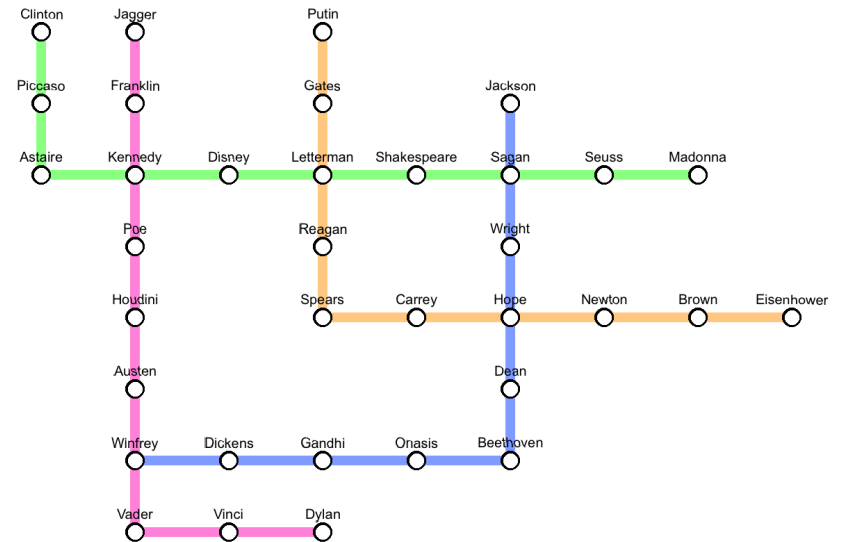 Clinton
Jagger
Putin
Piccaso
Franklin
Gates
Jackson
Astaire
Kennedy
Disney
Letterman
Shakespeare
Sagan
Seuss
Madonna
Poe
Reagan
Wright
Houdini
Spears
Carrey
Hope
Newton
Brown
Eisenhower
Austen
Dean
Winfrey
Dickens
Gandhi
Onasis
Beethoven
Vader
Vinci
Dylan